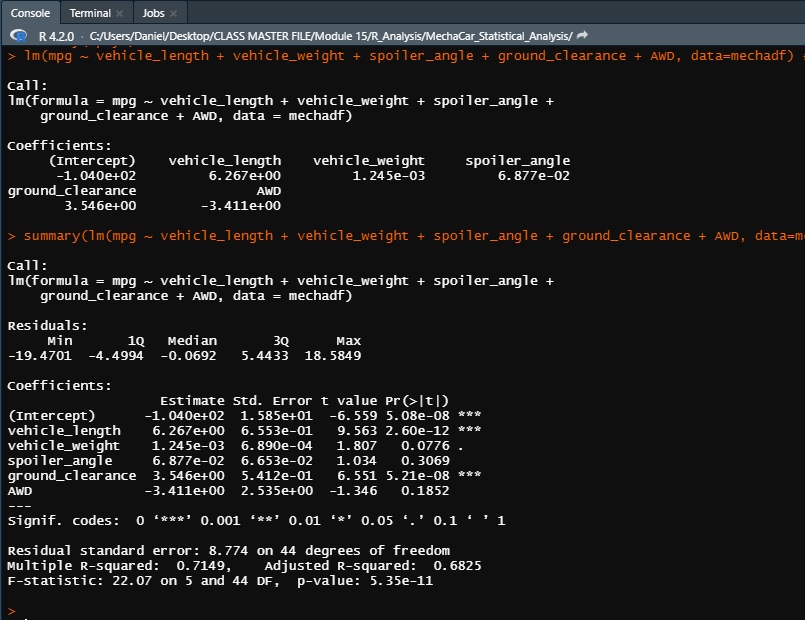 Console Terminal × Jobs ×
R 4.2.0 · C:/Users/Daniel/Desktop/CLASS MASTER FILE/Module 15/R_Analysis/MechaCar_Statistical_Analysis/
> lm(mpg ~ vehicle_length + vehicle_weight + spoiler_angle + ground_clearance + AWD, data=mechadf)
Call:
lm(formula = mpg ~ vehicle_length + vehicle_weight + spoiler_angle +
    ground_clearance + AWD, data = mechadf)
Coefficients:
     (Intercept)    vehicle_length    vehicle_weight     spoiler_angle
      -1.040e+02         6.267e+00         1.245e-03         6.877e-02
ground_clearance               AWD
       3.546e+00        -3.411e+00
> summary(lm(mpg ~ vehicle_length + vehicle_weight + spoiler_angle + ground_clearance + AWD, data=m
Call:
lm(formula = mpg ~ vehicle_length + vehicle_weight + spoiler_angle +
    ground_clearance + AWD, data = mechadf)
Residuals:
     Min       1Q   Median       3Q      Max
-19.4701  -4.4994  -0.0692   5.4433  18.5849
Coefficients:
                   Estimate Std. Error t value Pr(>|t|)
(Intercept)      -1.040e+02  1.585e+01  -6.559 5.08e-08 ***
vehicle_length    6.267e+00  6.553e-01   9.563 2.60e-12 ***
vehicle_weight    1.245e-03  6.890e-04   1.807   0.0776 .
spoiler_angle     6.877e-02  6.653e-02   1.034   0.3069
ground_clearance  3.546e+00  5.412e-01   6.551 5.21e-08 ***
AWD              -3.411e+00  2.535e+00  -1.346   0.1852
---
Signif. codes:  0 ‘***’ 0.001 ‘**’ 0.01 ‘*’ 0.05 ‘.’ 0.1 ‘ ’ 1
Residual standard error: 8.774 on 44 degrees of freedom
Multiple R-squared:  0.7149,    Adjusted R-squared:  0.6825
F-statistic: 22.07 on 5 and 44 DF,  p-value: 5.35e-11
>